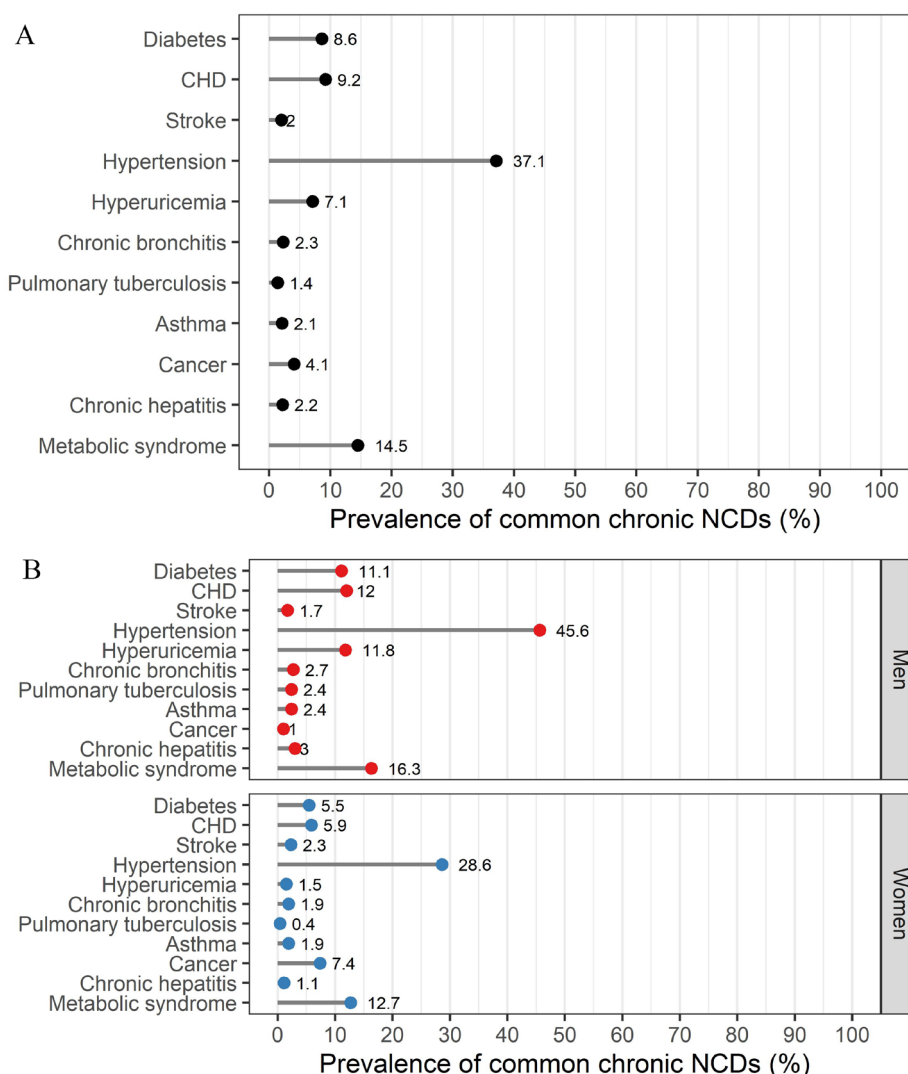 A
Diabetes 8.6
CHD 9.2
Stroke 2
Hypertension 37.1
Hyperuricemia 7.1
Chronic bronchitis 2.3
Pulmonary tuberculosis 1.4
Asthma 2.1
Cancer 4.1
Chronic hepatitis 2.2
Metabolic syndrome 14.5
0 10 20 30 40 50 60 70 80 90 100
Prevalence of common chronic NCDs (%)
B
Diabetes 11.1
CHD 12
Stroke 1.7
Hypertension 45.6
Hyperuricemia 11.8
Chronic bronchitis 2.7
Pulmonary tuberculosis 2.4
Asthma 2.4
Cancer 1
Chronic hepatitis 3
Metabolic syndrome 16.3
Men
Diabetes 5.5
CHD 5.9
Stroke 2.3
Hypertension 28.6
Hyperuricemia 1.5
Chronic bronchitis 1.9
Pulmonary tuberculosis 0.4
Asthma 1.9
Cancer 7.4
Chronic hepatitis 1.1
Metabolic syndrome 12.7
Women
0 10 20 30 40 50 60 70 80 90 100
Prevalence of common chronic NCDs (%)